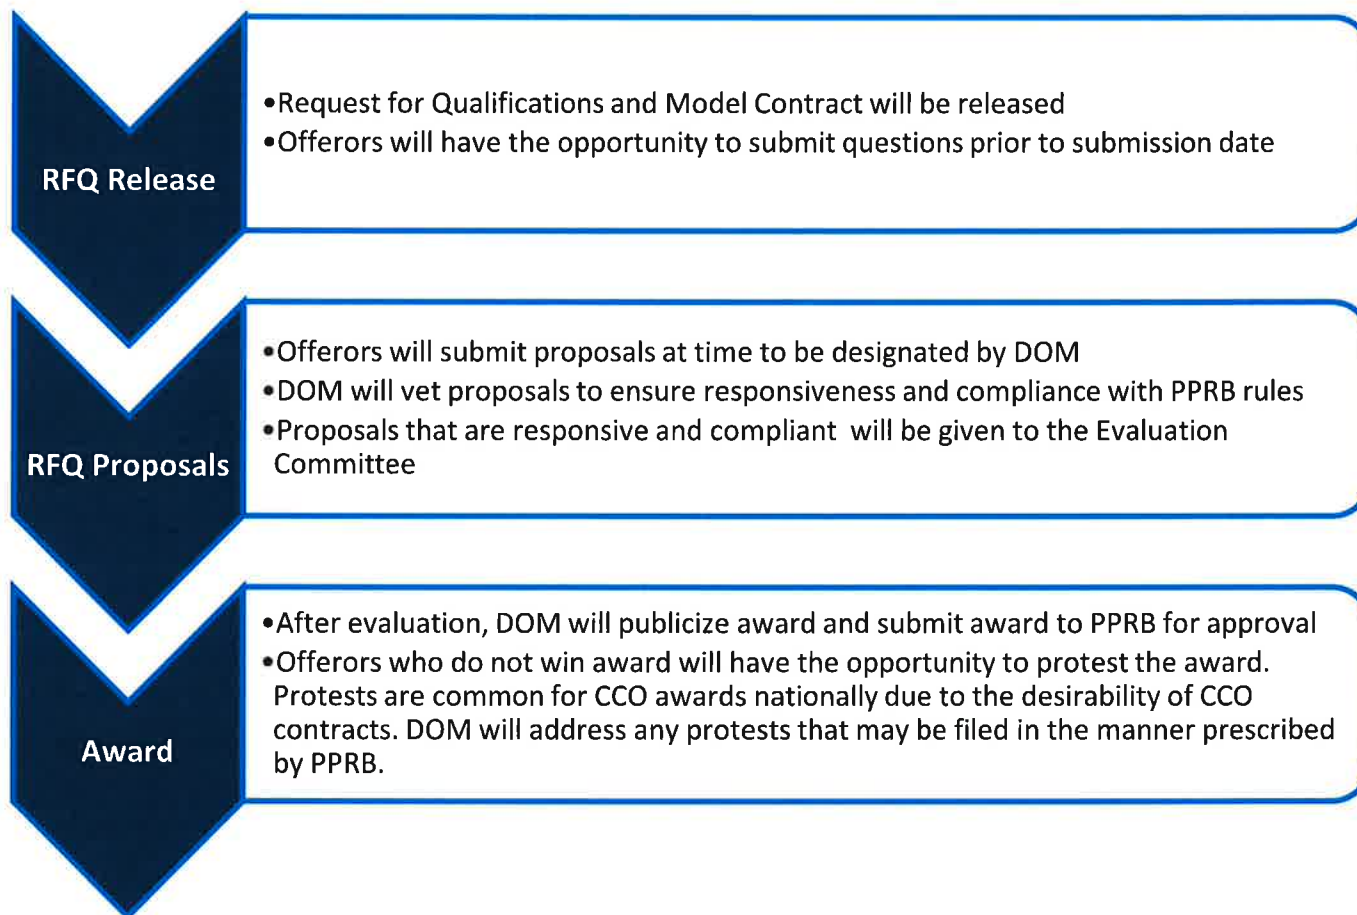 RFQ Release
•Request for Qualifications and Model Contract will be released
•Offerors will have the opportunity to submit questions prior to submission date
RFQ Proposals
•Offerors will submit proposals at time to be designated by DOM
•DOM will vet proposals to ensure responsiveness and compliance with PPRB rules
•Proposals that are responsive and compliant will be given to the Evaluation
Committee
Award
•After evaluation, DOM will publicize award and submit award to PPRB for approval
•Offerors who do not win award will have the opportunity to protest the award.
Protests are common for CCO awards nationally due to the desirability of CCO
contracts. DOM will address any protests that may be filed in the manner prescribed
by PPRB.